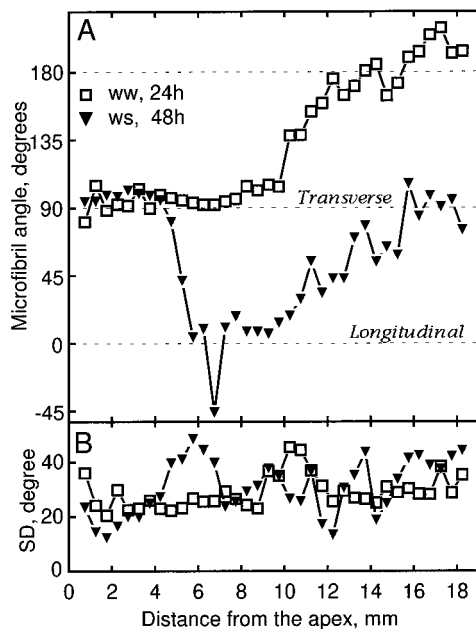 A
180
ww, 24h
ws, 48h
135
Transverse
90
45
Longitudinal
0
-45
Microfibril angle, degrees
B
40
20
0
SD, degree
0 2 4 6 8 10 12 14 16 18
Distance from the apex, mm